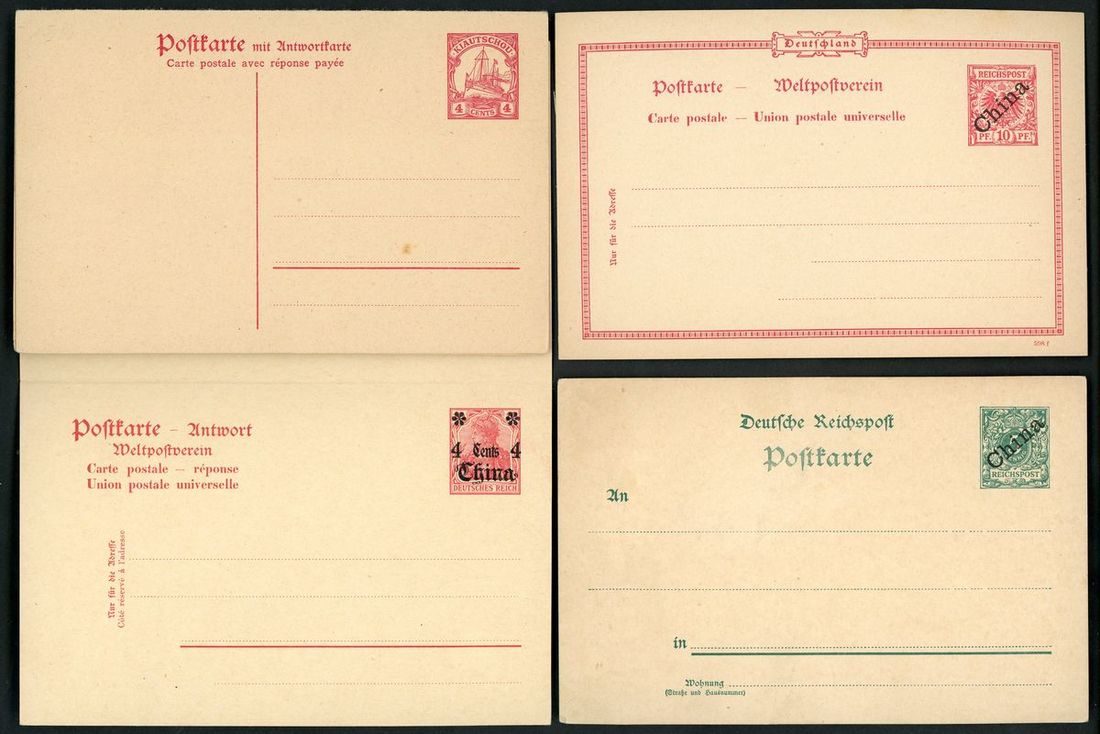 Postkarte mit Antwortkarte
Carte postale avec réponse payée
KIAUTSCHOU
4 4
CENTS
Deutschland
Postkarte — Weltpostverein
Carte postale — Union postale universelle
REICHSPOST
China
PF. 10 PF.
Nur für die Adresse
598 f
Postkarte – Antwort
Weltpostverein
Carte postale — réponse
Union postale universelle
4 Cents 4
China
DEUTSCHES REICH
Nur für die Adresse
Côté réservé à l'adresse
Deutsche Reichspost
Postkarte
China
REICHSPOST
An
in
Wohnung
(Straße und Hausnummer)